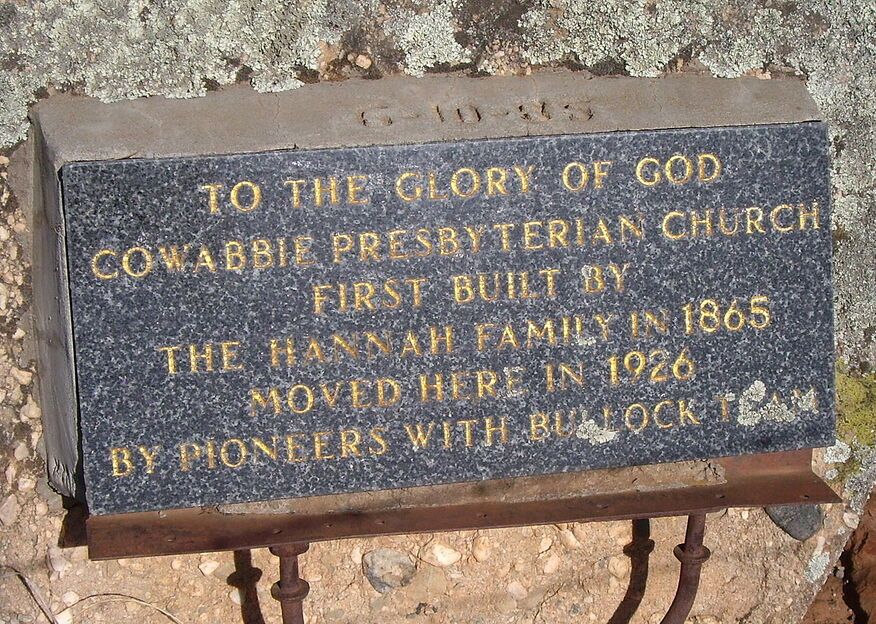 6-10-85
TO THE GLORY OF GOD
COWABBIE PRESBYTERIAN CHURCH
FIRST BUILT BY
THE HANNAH FAMILY IN 1865
MOVED HERE IN 1926
BY PIONEERS WITH BULLOCK TEAM